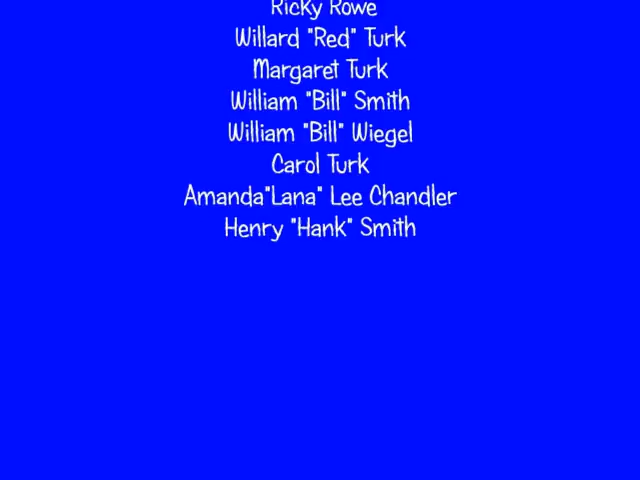 Ricky Rowe
Willard "Red" Turk
Margaret Turk
William "Bill" Smith
William "Bill" Wiegel
Carol Turk
Amanda"Lana" Lee Chandler
Henry "Hank" Smith